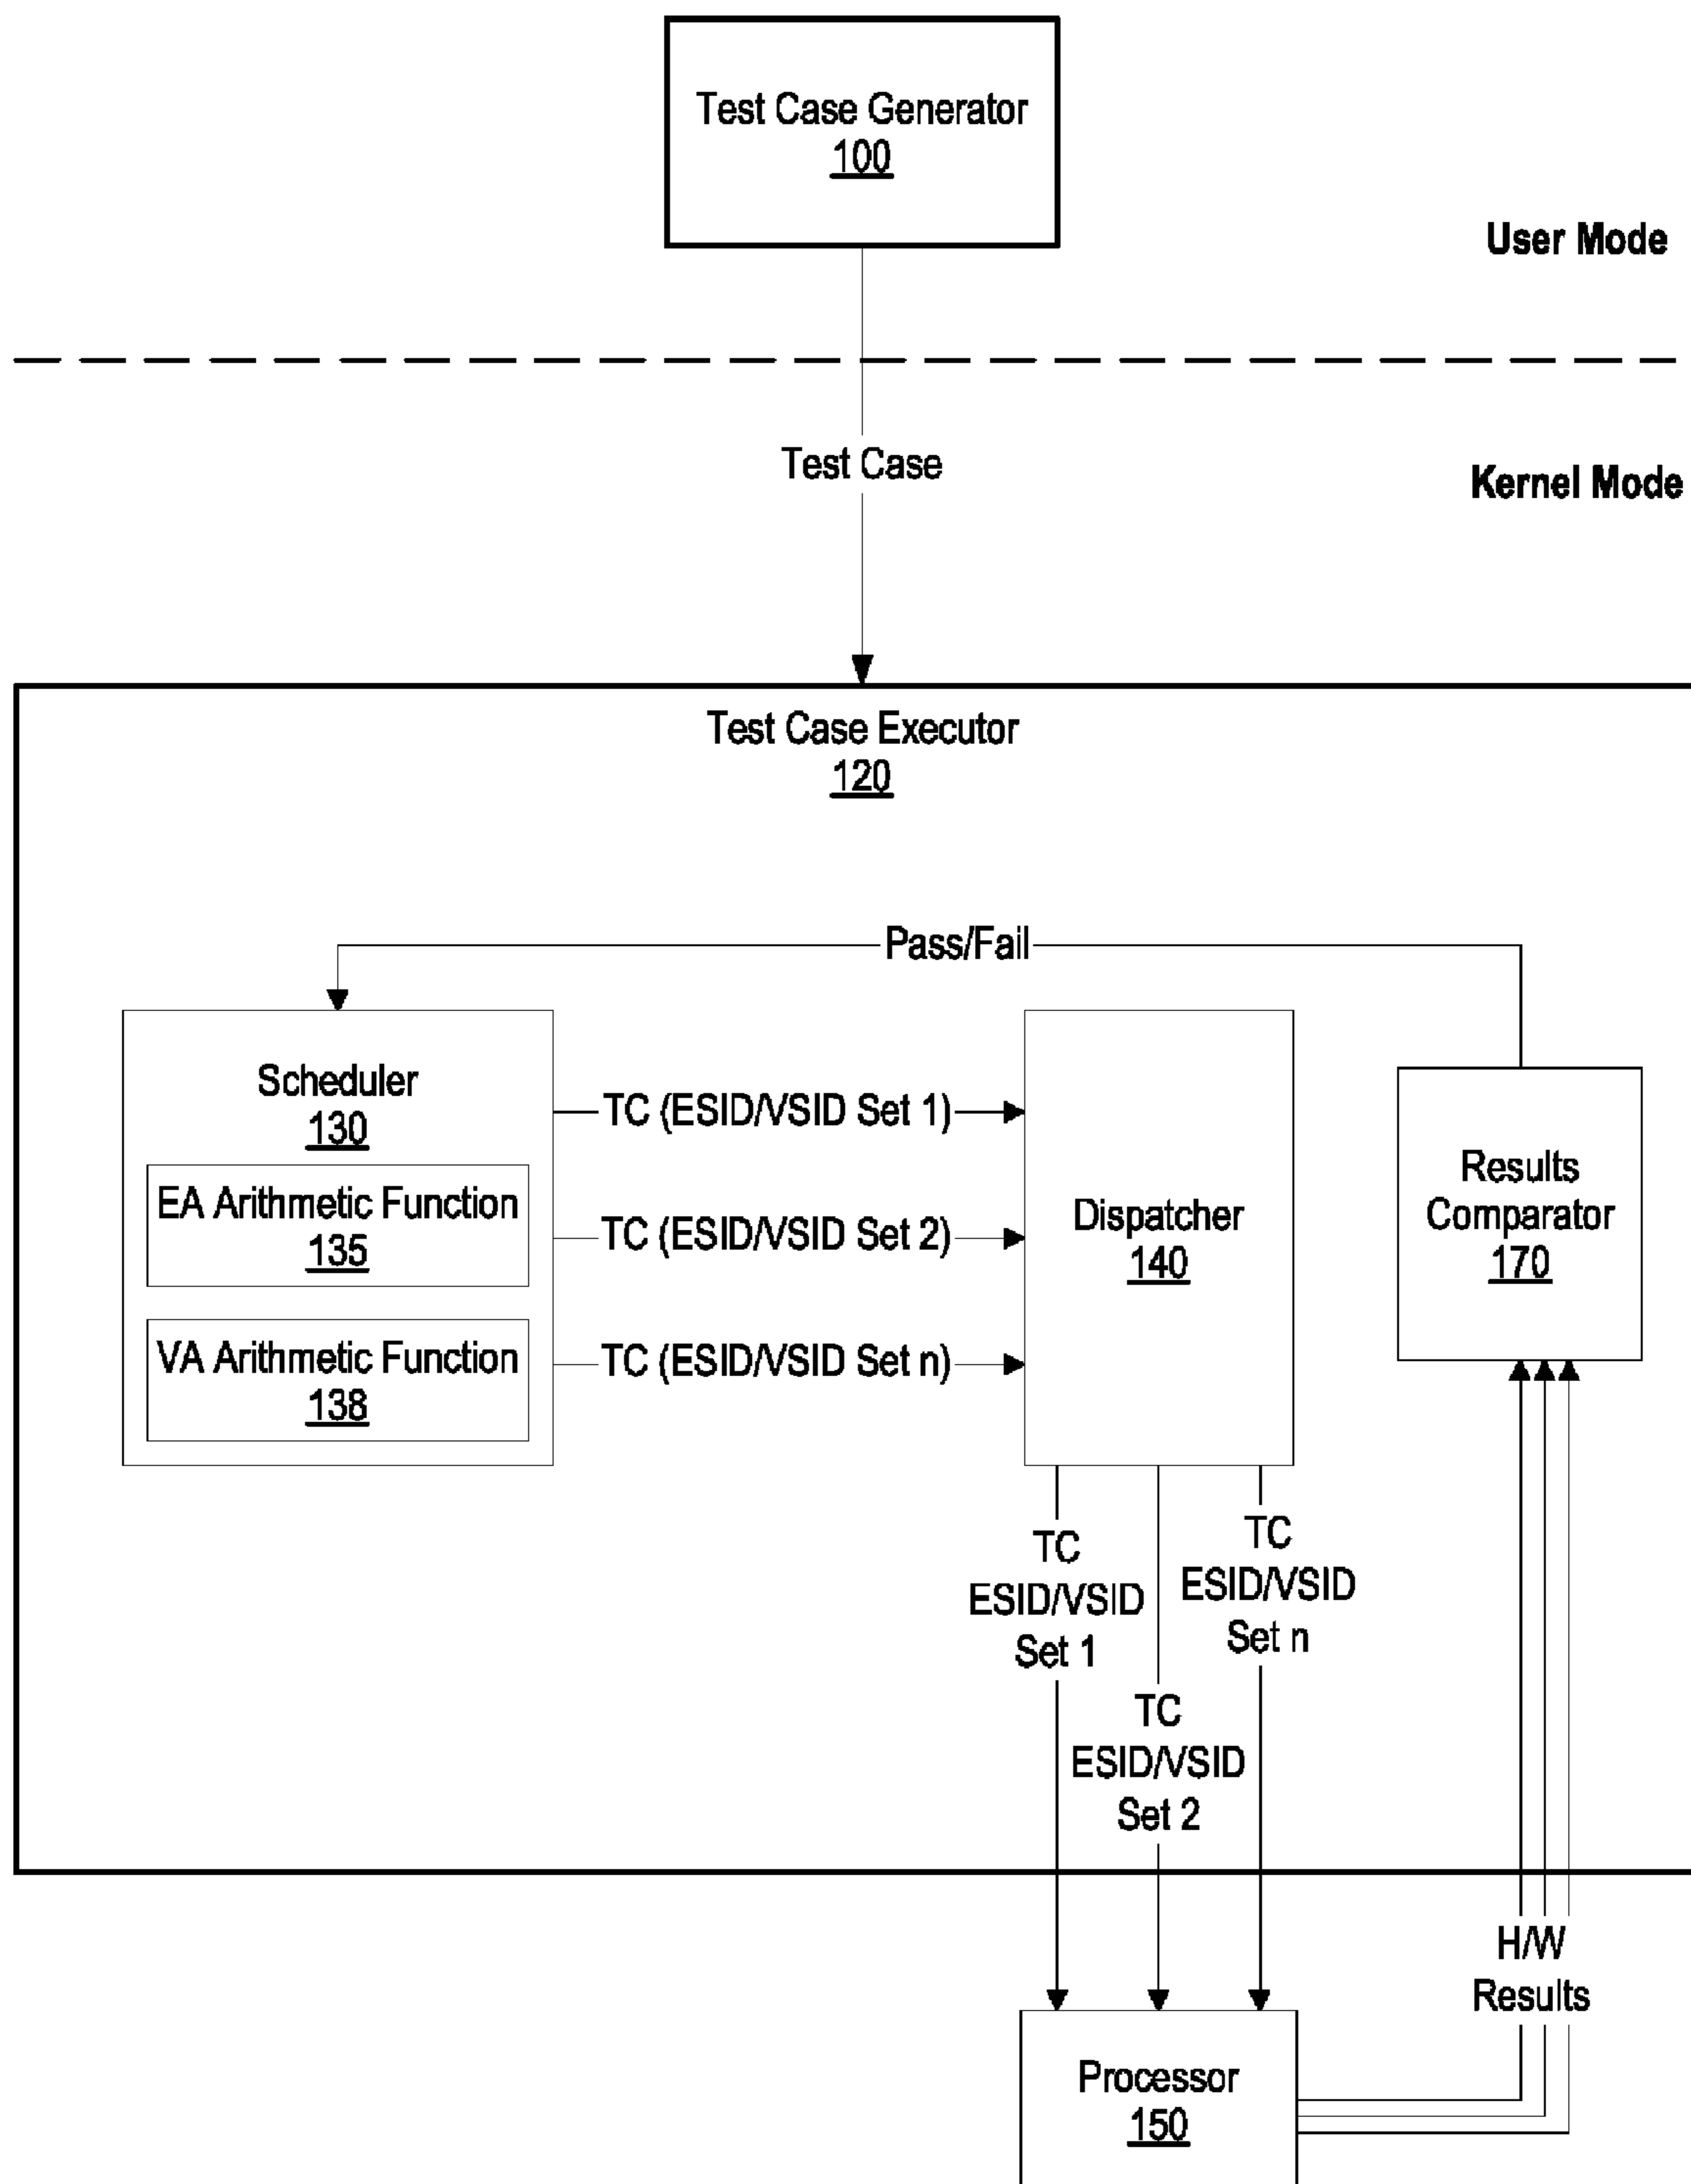 Test Case Generator
100
User Mode
Test Case
Kernel Mode
Test Case Executor
120
Pass/Fail
Scheduler
130
EA Arithmetic Function
135
VA Arithmetic Function
138
TC (ESID/VSID Set 1)
TC (ESID/VSID Set 2)
TC (ESID/VSID Set n)
Dispatcher
140
Results
Comparator
170
TC
ESID/VSID
Set 1
TC
ESID/VSID
Set 2
TC
ESID/VSID
Set n
H/W
Results
Processor
150